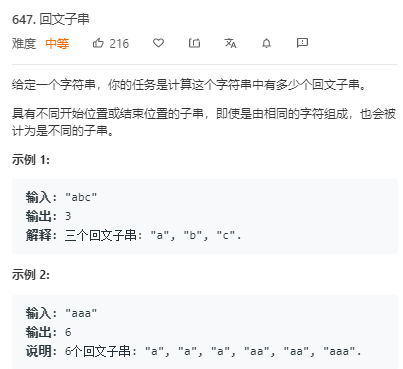 647. 回文子串
难度 中等 216
给定一个字符串，你的任务是计算这个字符串中有多少个回文子串。
具有不同开始位置或结束位置的子串，即使是由相同的字符组成，也会被
计为是不同的子串。
示例 1:
输入: "abc"
输出: 3
解释: 三个回文子串: "a", "b", "c".
示例 2:
输入: "aaa"
输出: 6
说明: 6个回文子串: "a", "a", "a", "aa", "aa", "aaa".